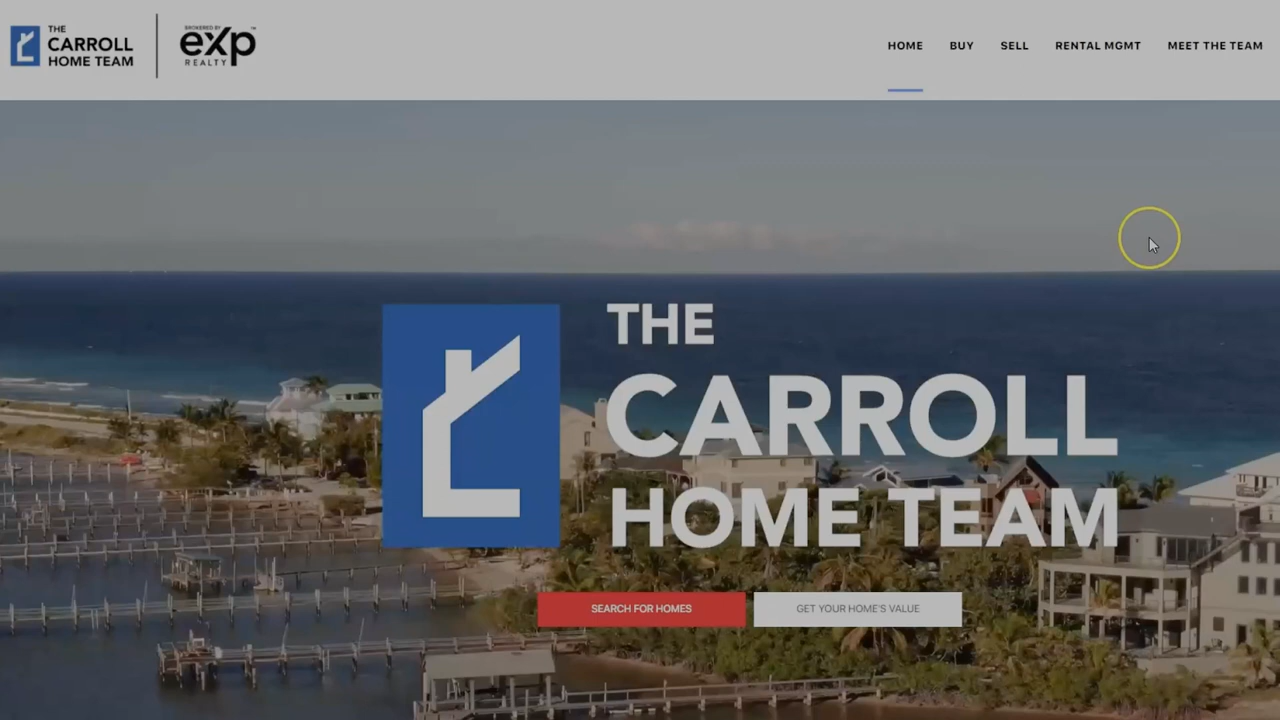 THE
CARROLL
HOME TEAM
BROKERED BY
eXp™
REALTY
HOME
BUY
SELL
RENTAL MGMT
MEET THE TEAM
THE
CARROLL
HOME TEAM
SEARCH FOR HOMES
GET YOUR HOME'S VALUE